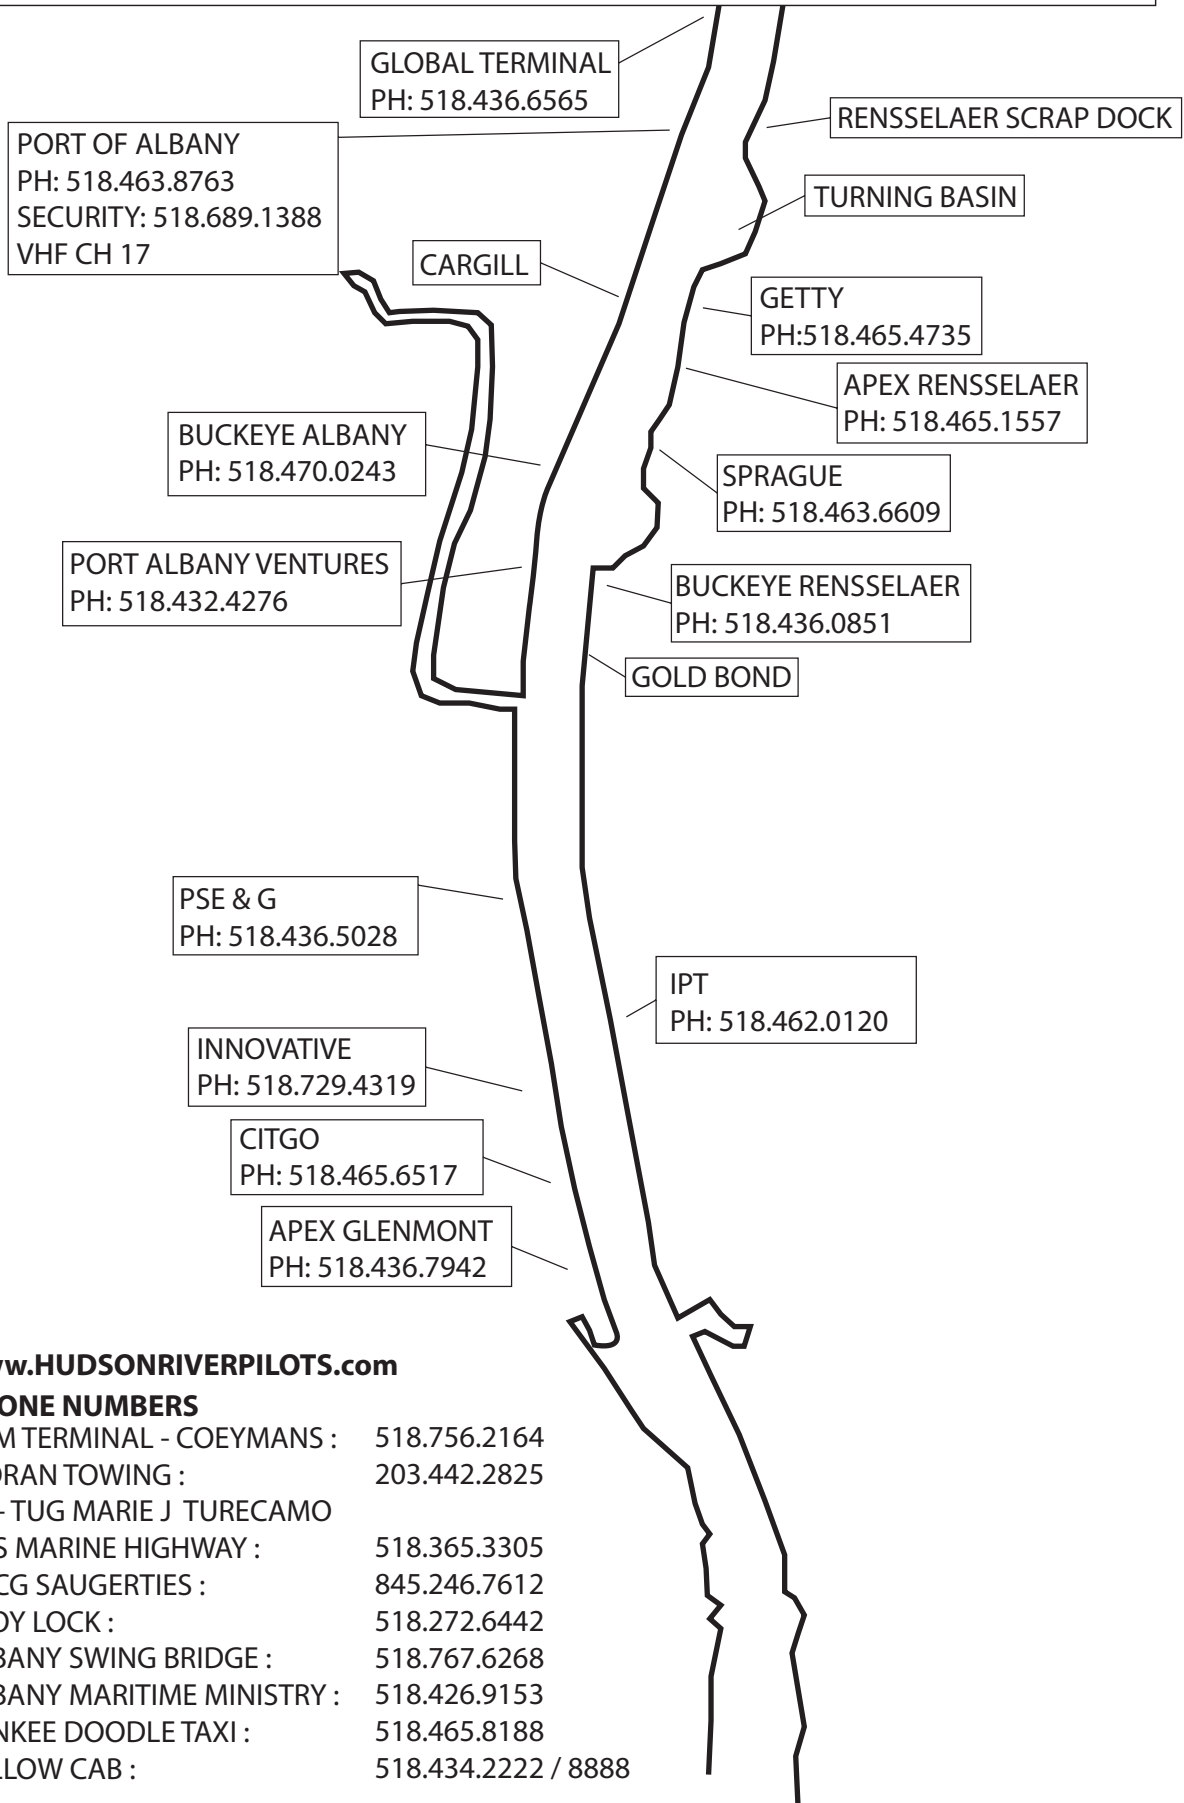 GLOBAL TERMINAL
PH: 518.436.6565
RENSSELAER SCRAP DOCK
PORT OF ALBANY
PH: 518.463.8763
SECURITY: 518.689.1388
VHF CH 17
TURNING BASIN
CARGILL
GETTY
PH:518.465.4735
APEX RENSSELAER
PH: 518.465.1557
BUCKEYE ALBANY
PH: 518.470.0243
SPRAGUE
PH: 518.463.6609
PORT ALBANY VENTURES
PH: 518.432.4276
BUCKEYE RENSSELAER
PH: 518.436.0851
GOLD BOND
PSE & G
PH: 518.436.5028
IPT
PH: 518.462.0120
INNOVATIVE
PH: 518.729.4319
CITGO
PH: 518.465.6517
APEX GLENMONT
PH: 518.436.7942
w.HUDSONRIVERPILOTS.com
ONE NUMBERS
M TERMINAL - COEYMANS : 518.756.2164
RAN TOWING : 203.442.2825
- TUG MARIE J TURECAMO
S MARINE HIGHWAY : 518.365.3305
CG SAUGERTIES : 845.246.7612
OY LOCK : 518.272.6442
BANY SWING BRIDGE : 518.767.6268
BANY MARITIME MINISTRY : 518.426.9153
NKEE DOODLE TAXI : 518.465.8188
LLOW CAB : 518.434.2222 / 8888